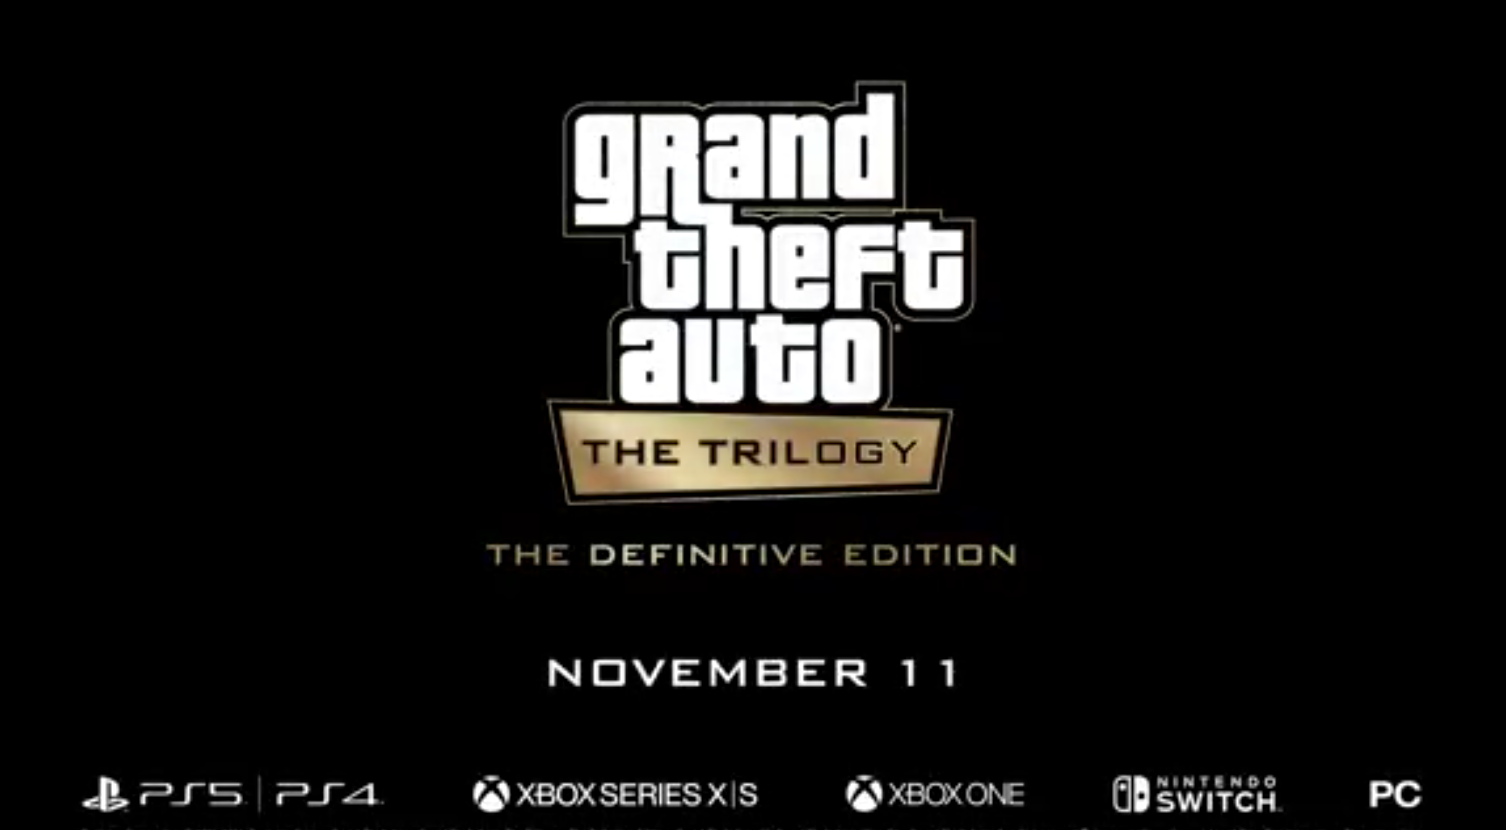 grand
theft
auto
THE TRILOGY
THE DEFINITIVE EDITION
NOVEMBER 11
PS5 | PS4 XBOX SERIES X|S XBOX ONE NINTENDO SWITCH PC